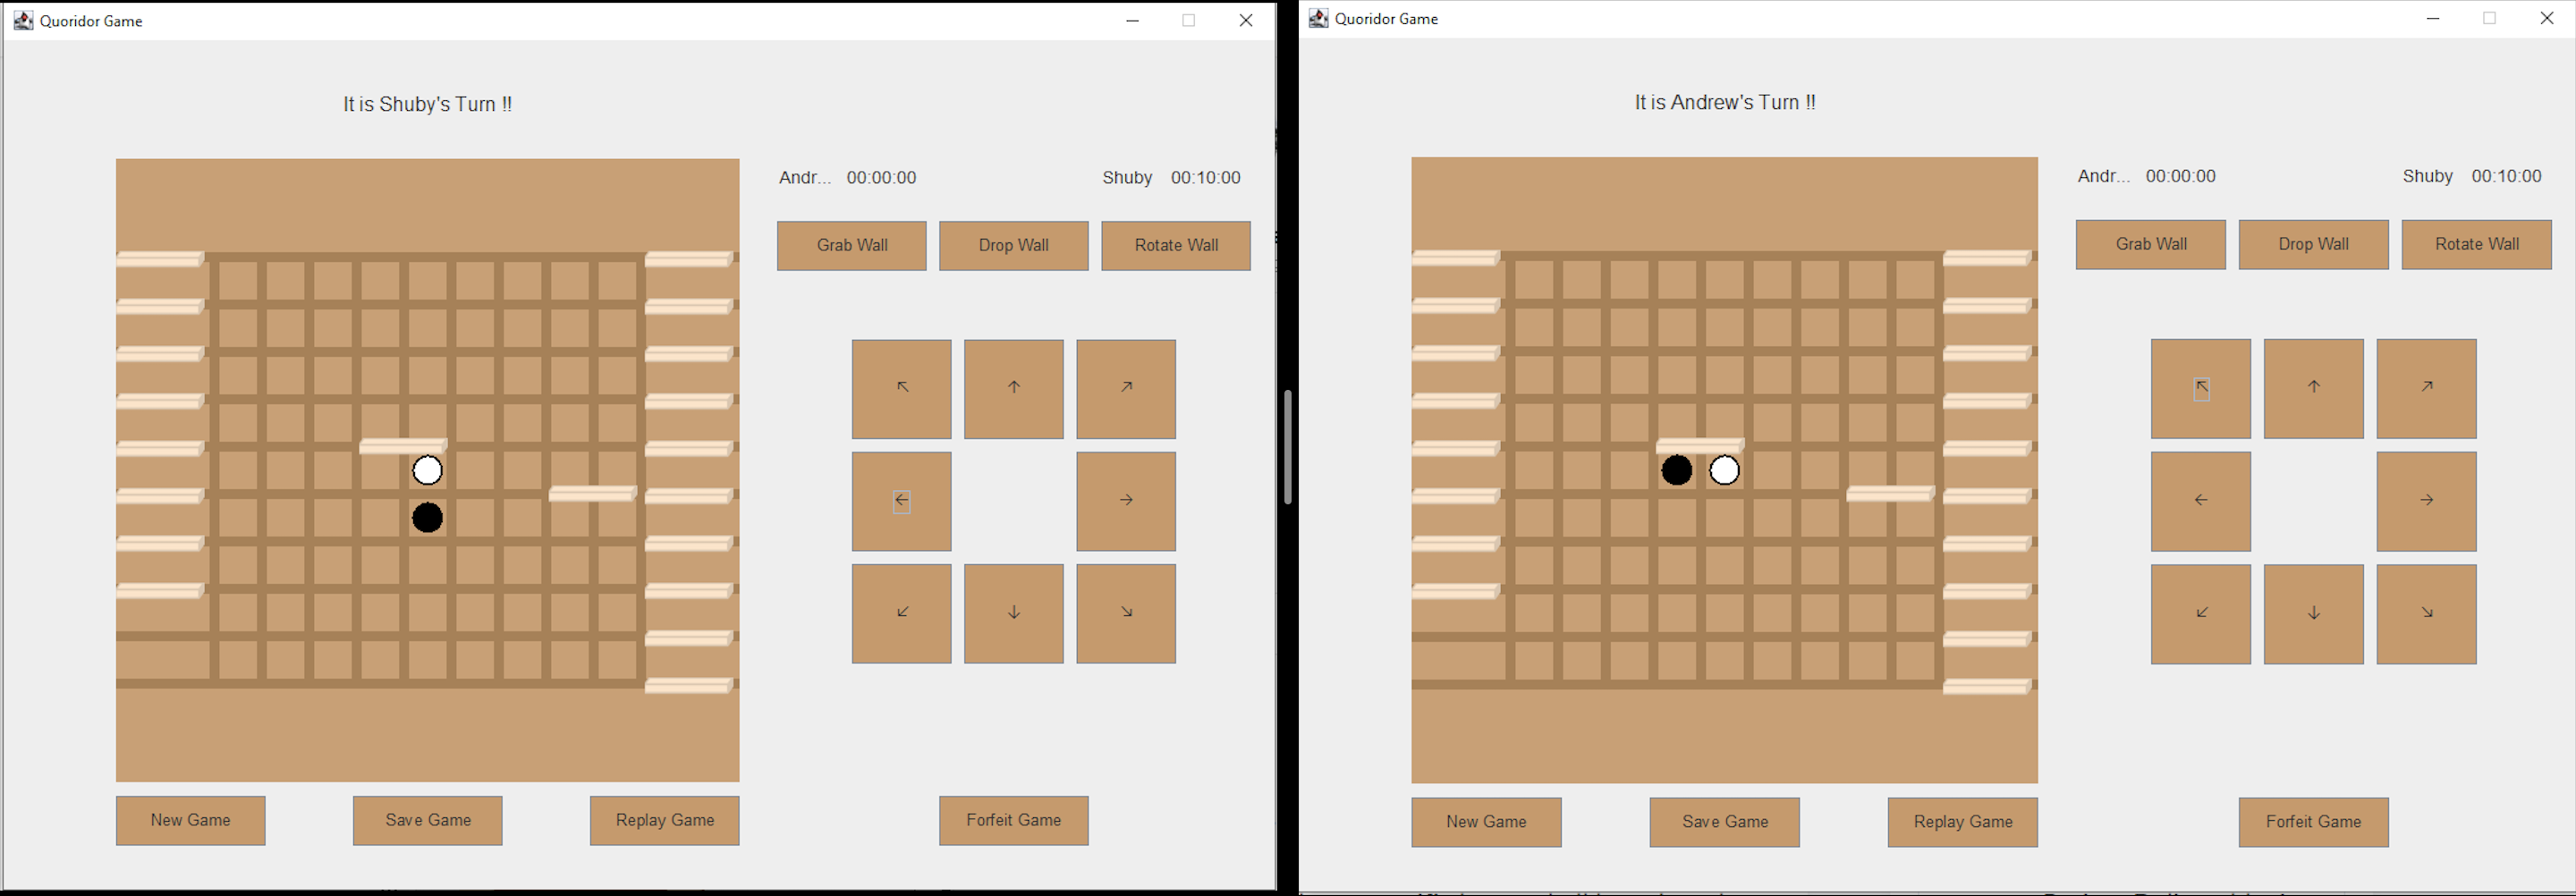 Quoridor Game
It is Shuby's Turn !!
Andr... 00:00:00 Shuby 00:10:00
Grab Wall Drop Wall Rotate Wall
↖ ↑ ↗
← →
↙ ↓ ↘
New Game Save Game Replay Game Forfeit Game
Quoridor Game
It is Andrew's Turn !!
Andr... 00:00:00 Shuby 00:10:00
Grab Wall Drop Wall Rotate Wall
↖ ↑ ↗
← →
↙ ↓ ↘
New Game Save Game Replay Game Forfeit Game